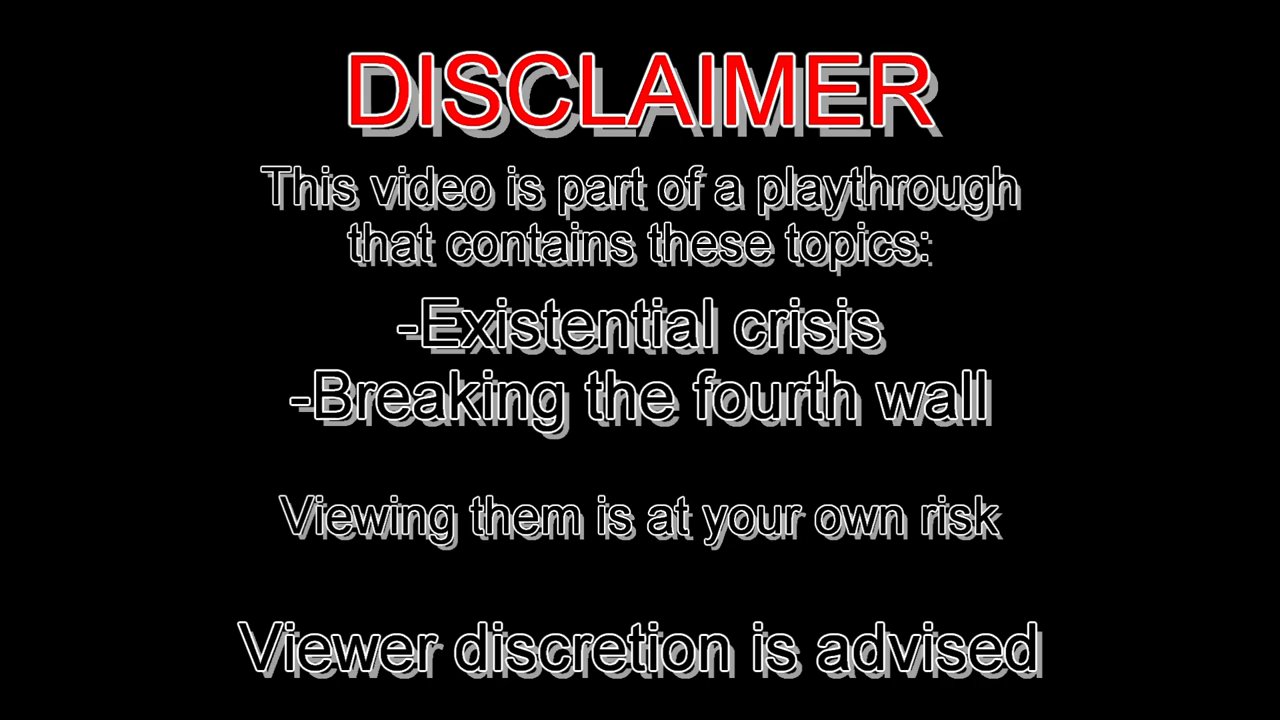 DISCLAIMER
This video is part of a playthrough
that contains these topics:
-Existential crisis
-Breaking the fourth wall
Viewing them is at your own risk
Viewer discretion is advised